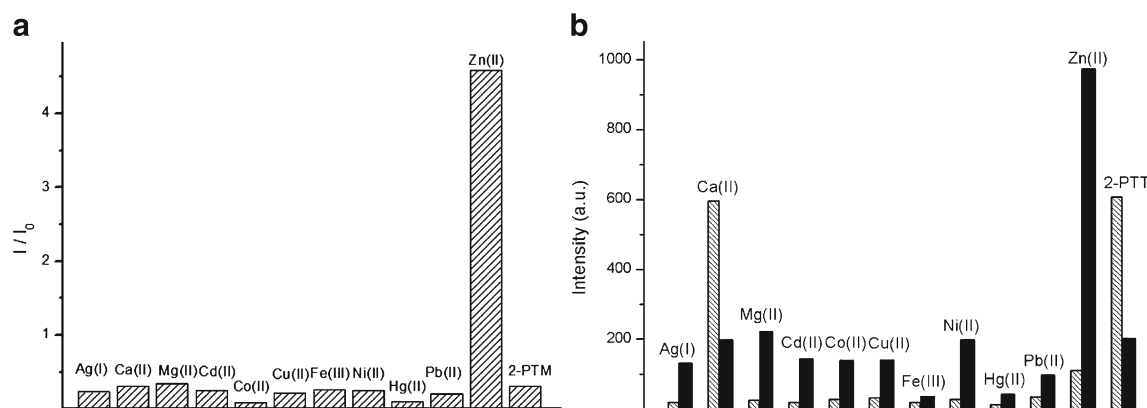 a
I / I0
4
3
2
1
Ag(I) Ca(II) Mg(II) Cd(II) Co(II) Cu(II) Fe(III) Ni(II) Hg(II) Pb(II) Zn(II) 2-PTM
b
Intensity (a.u.)
1000
800
600
400
200
Ag(I) Ca(II) Mg(II) Cd(II) Co(II) Cu(II) Fe(III) Ni(II) Hg(II) Pb(II) Zn(II) 2-PTT